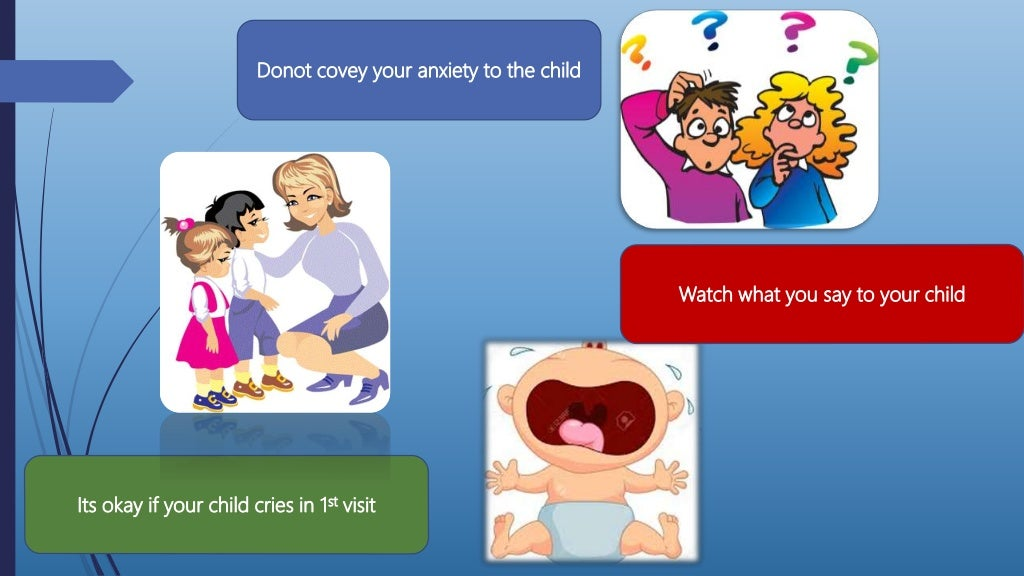 Donot covey your anxiety to the child
Watch what you say to your child
Its okay if your child cries in 1st visit